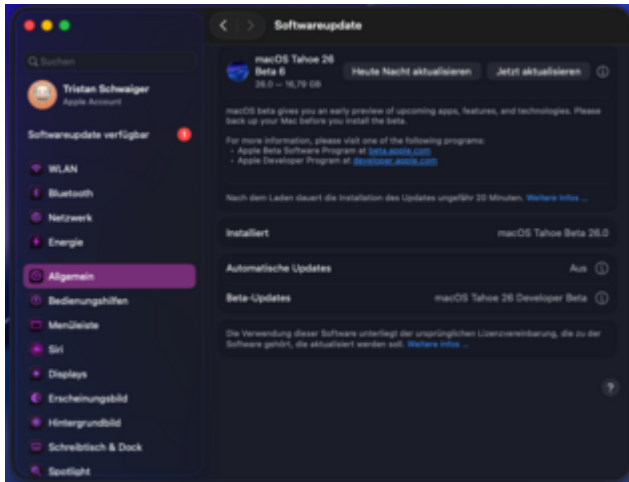 Softwareupdate
Suchen
Tristan Schwaiger
Apple Account
Softwareupdate verfügbar
1
WLAN
Bluetooth
Netzwerk
Energie
Allgemein
Bedienungshilfen
Menüleiste
Siri
Displays
Erscheinungsbild
Hintergrundbild
Schreibtisch & Dock
Spotlight
macOS Tahoe 26
Beta 6
26.0 — 16,79 GB
Heute Nacht aktualisieren
Jetzt aktualisieren
macOS beta gives you an early preview of upcoming apps, features, and technologies. Please
back up your Mac before you install the beta.
For more information, please visit one of the following programs:
• Apple Beta Software Program at beta.apple.com
• Apple Developer Program at developer.apple.com
Nach dem Laden dauert die Installation des Updates ungefähr 20 Minuten. Weitere Infos ...
Installiert
macOS Tahoe Beta 26.0
Automatische Updates
Aus
Beta-Updates
macOS Tahoe 26 Developer Beta
Die Verwendung dieser Software unterliegt der ursprünglichen Lizenzvereinbarung, die zu der
Software gehört, die aktualisiert werden soll. Weitere Infos ...
?